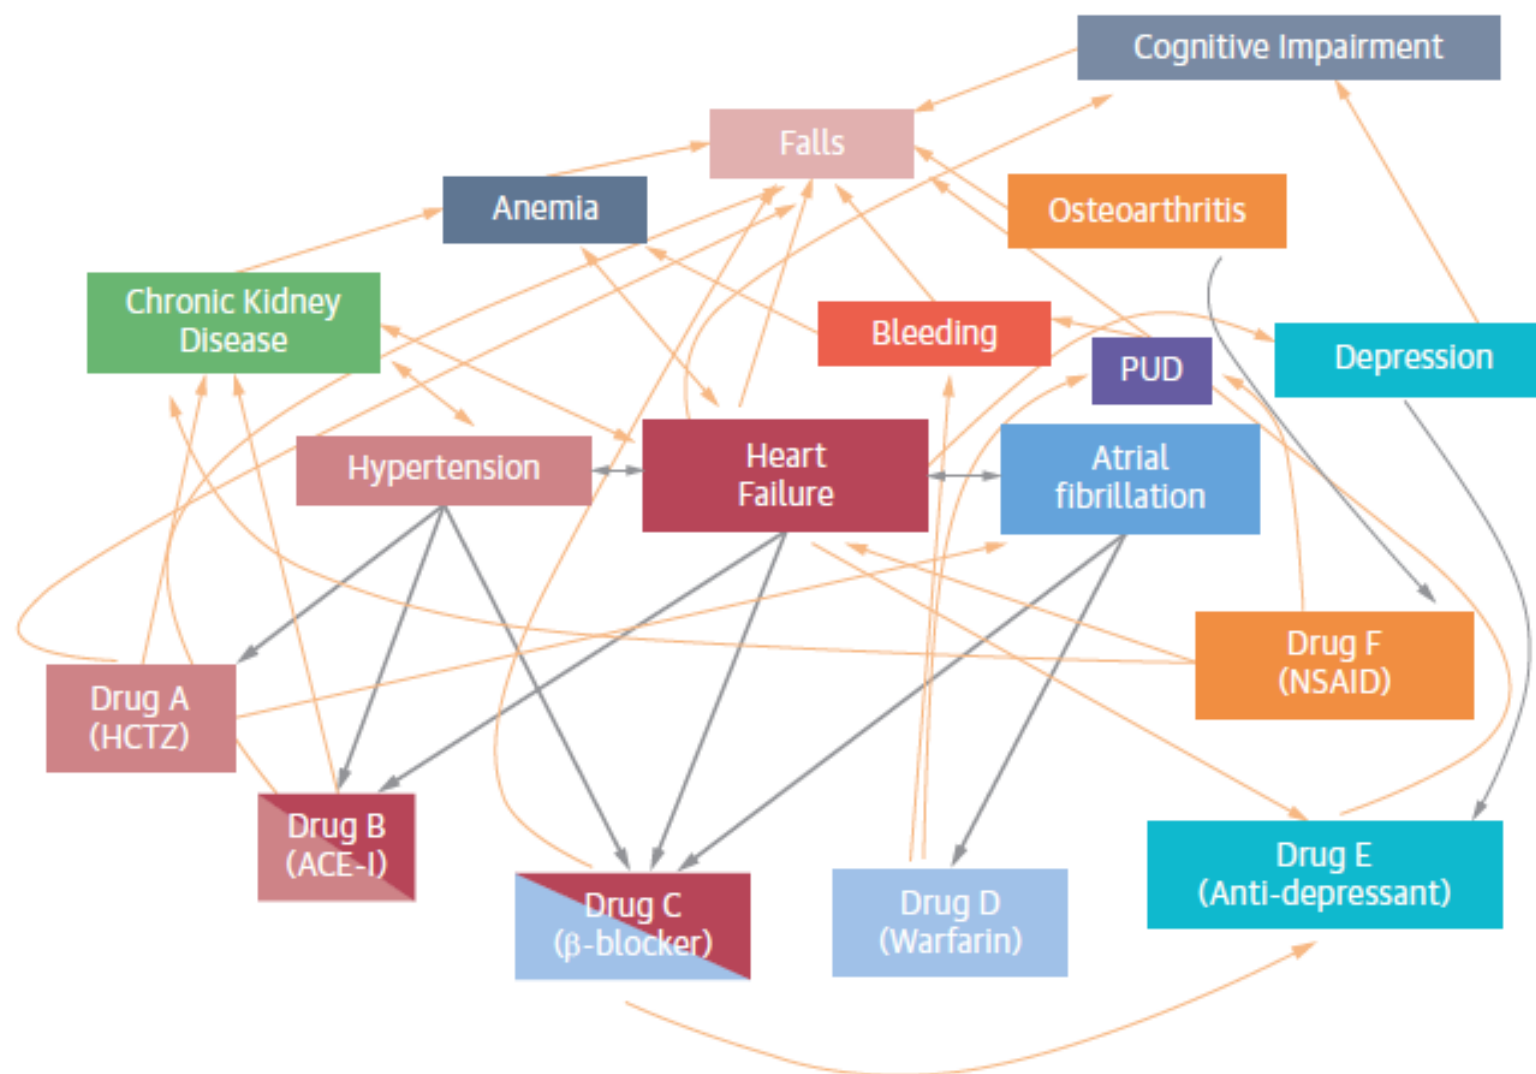 Cognitive Impairment
Falls
Anemia
Osteoarthritis
Chronic Kidney
Disease
Bleeding
PUD
Depression
Hypertension
Heart
Failure
Atrial
fibrillation
Drug F
(NSAID)
Drug A
(HCTZ)
Drug B
(ACE-I)
Drug C
(β-blocker)
Drug D
(Warfarin)
Drug E
(Anti-depressant)